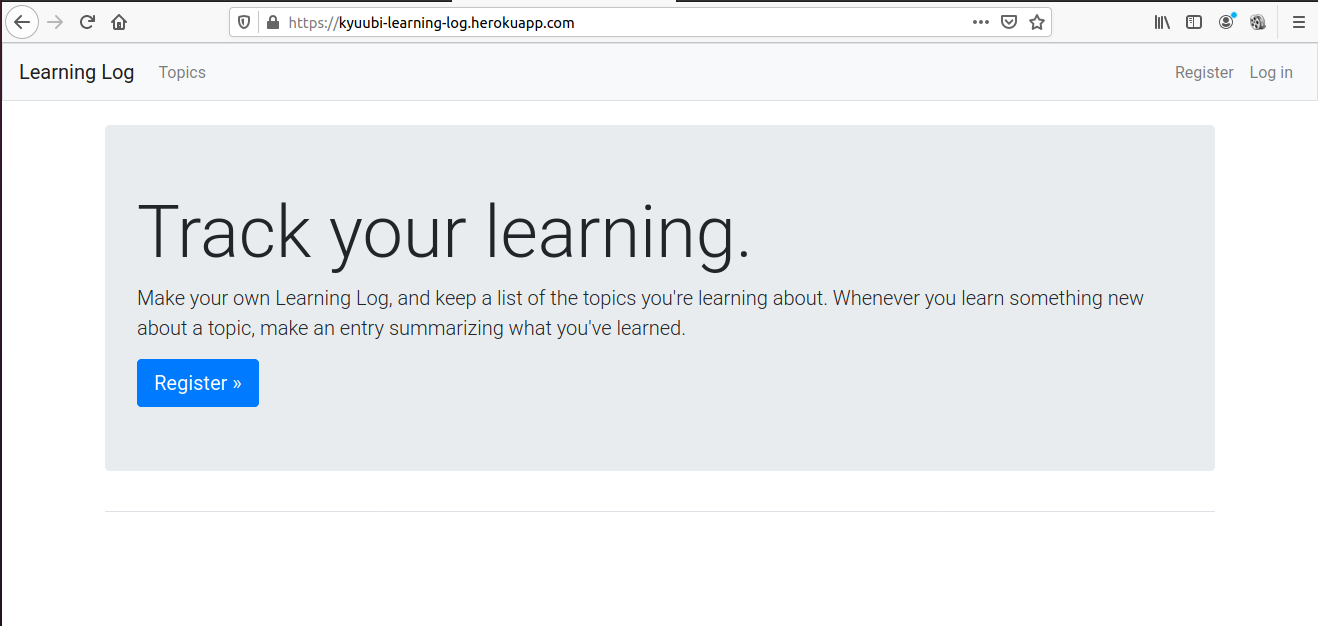 https://kyuubi-learning-log.herokuapp.com
Learning Log Topics Register Log in
Track your learning.
Make your own Learning Log, and keep a list of the topics you're learning about. Whenever you learn something new
about a topic, make an entry summarizing what you've learned.
Register »